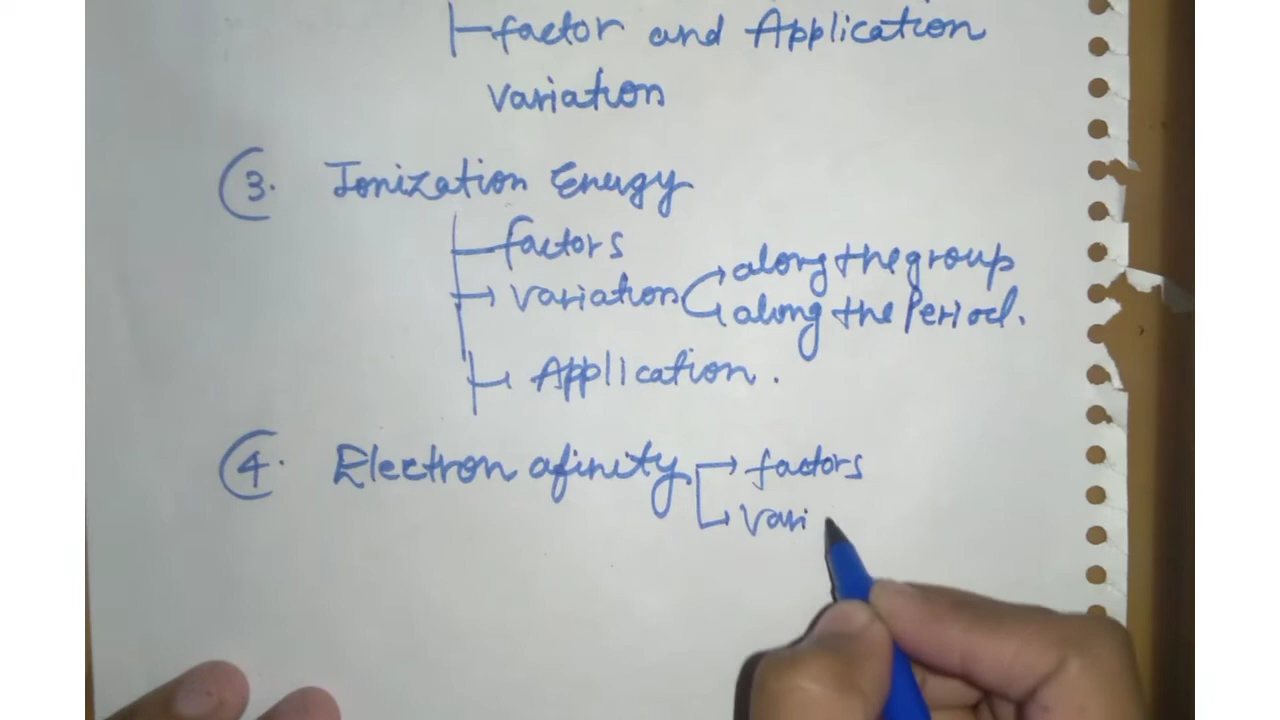 factor and Application
variation
3. Ionization Energy
factors
variation along the group
along the Period.
Application.
4. Electron afinity factors
Vari